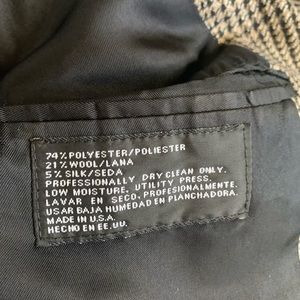 74% POLYESTER/POLIESTER
21% WOOL/LANA
5% SILK/SEDA
PROFESSIONALLY DRY CLEAN ONLY.
LOW MOISTURE, UTILITY PRESS.
LAVAR EN SECO, PROFESIONALMENTE.
USAR BAJA HUMEDAD EN PLANCHADORA.
MADE IN U.S.A.
HECHO EN EE.UU.